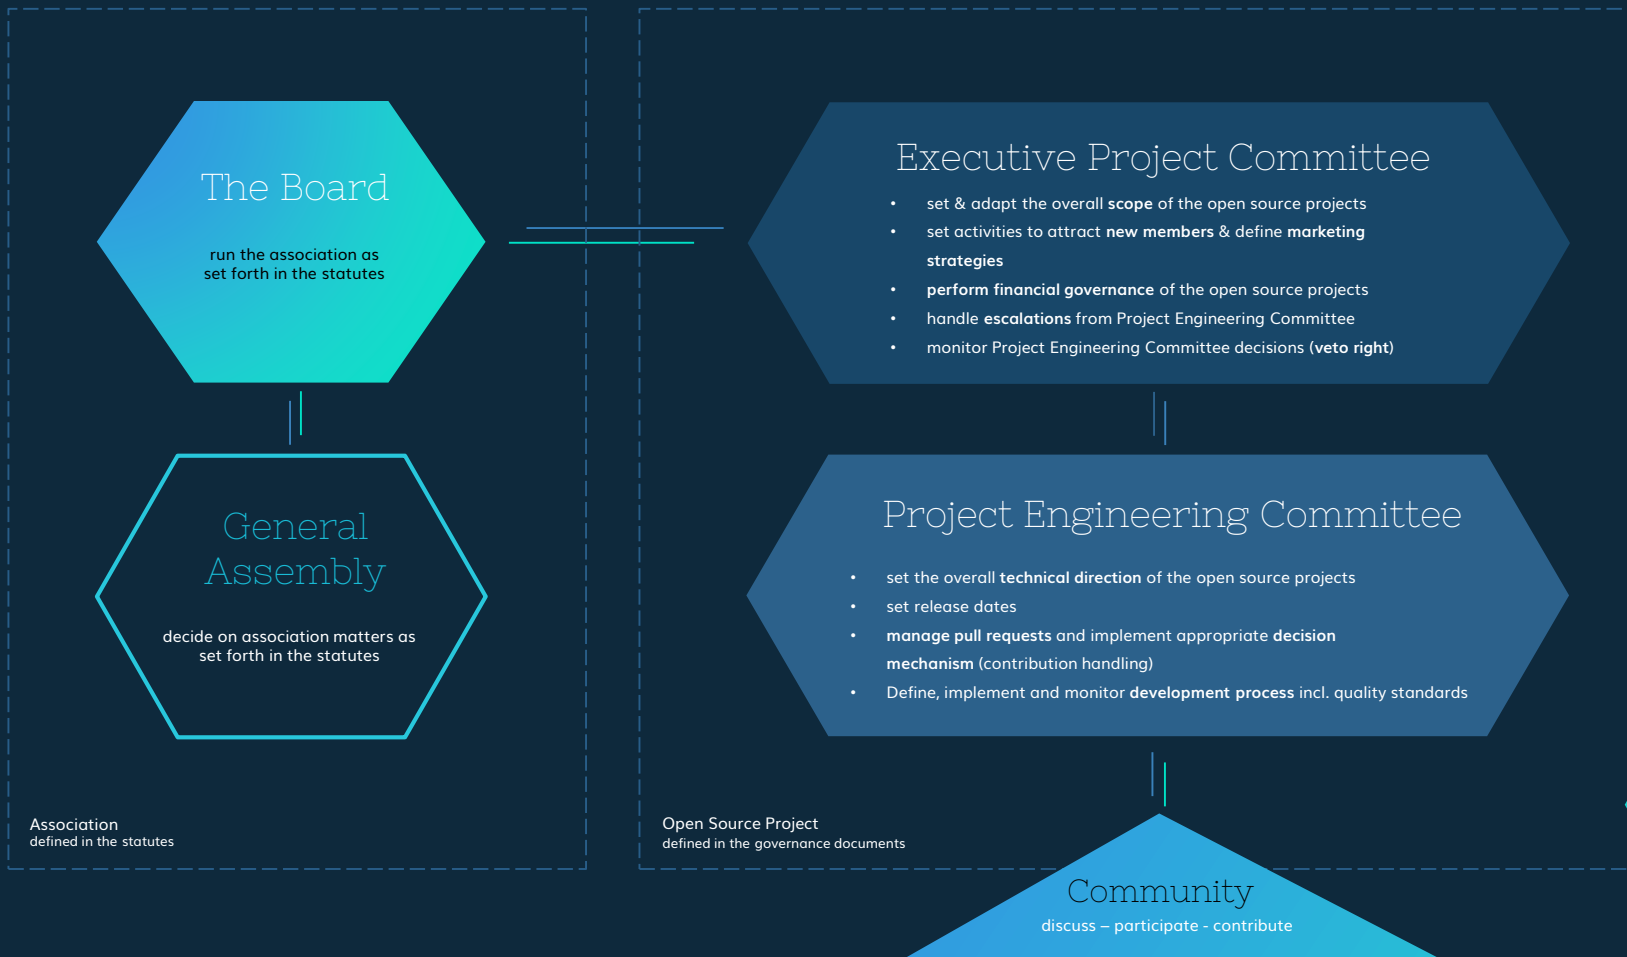 The Board
run the association as
set forth in the statutes
General
Assembly
decide on association matters as
set forth in the statutes
Association
defined in the statutes
Executive Project Committee
• set & adapt the overall scope of the open source projects
• set activities to attract new members & define marketing
strategies
• perform financial governance of the open source projects
• handle escalations from Project Engineering Committee
• monitor Project Engineering Committee decisions (veto right)
Project Engineering Committee
• set the overall technical direction of the open source projects
• set release dates
• manage pull requests and implement appropriate decision
mechanism (contribution handling)
• Define, implement and monitor development process incl. quality standards
Open Source Project
defined in the governance documents
Community
discuss – participate - contribute